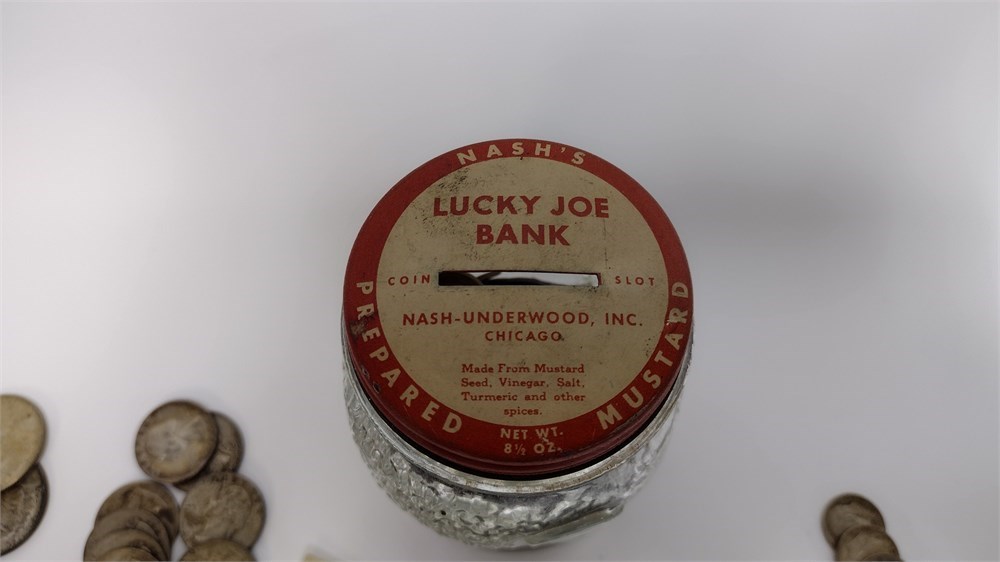 NASH'S
LUCKY JOE
BANK
COIN SLOT
NASH-UNDERWOOD, INC.
CHICAGO
Made From Mustard
Seed, Vinegar, Salt,
Turmeric and other
spices.
PREPARED MUSTARD
NET WT.
8½ OZ.